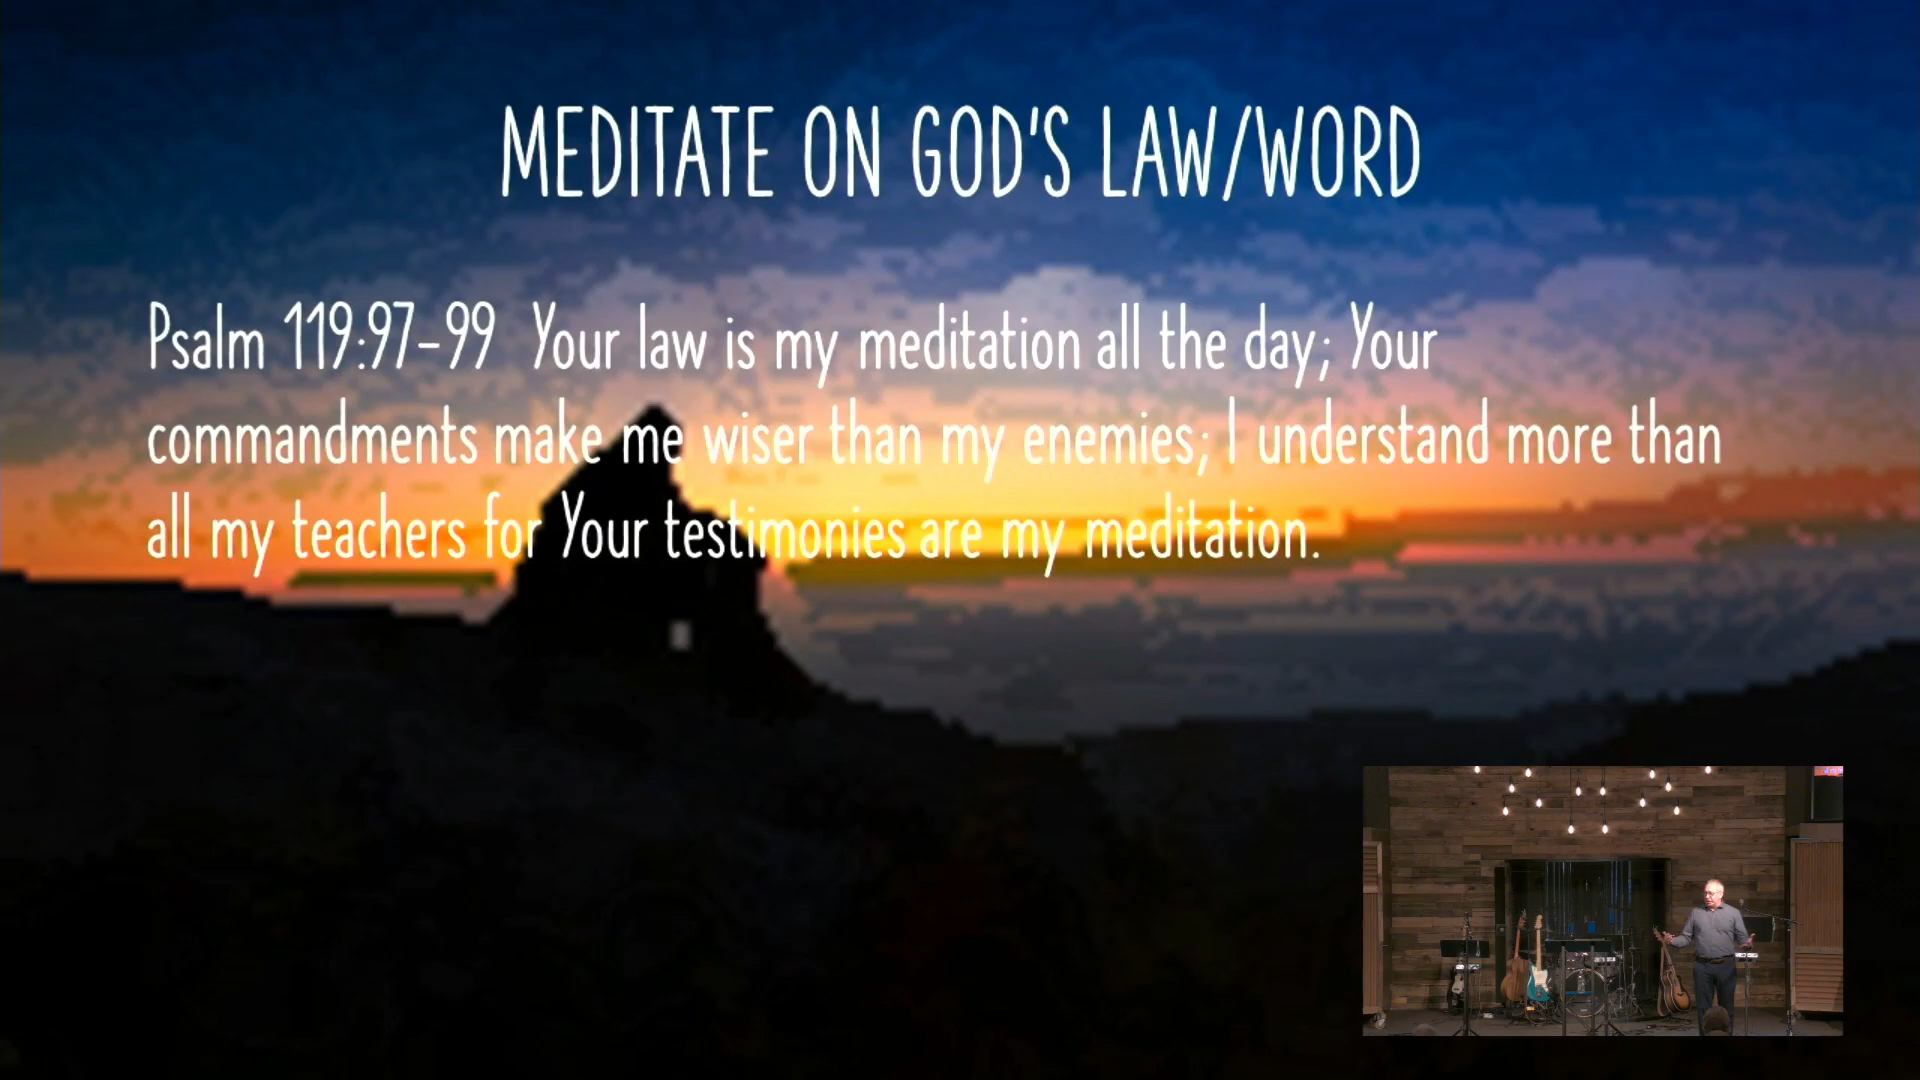 MEDITATE ON GOD'S LAW/WORD
Psalm 119:97-99 Your law is my meditation all the day; Your
commandments make me wiser than my enemies; I understand more than
all my teachers for Your testimonies are my meditation.